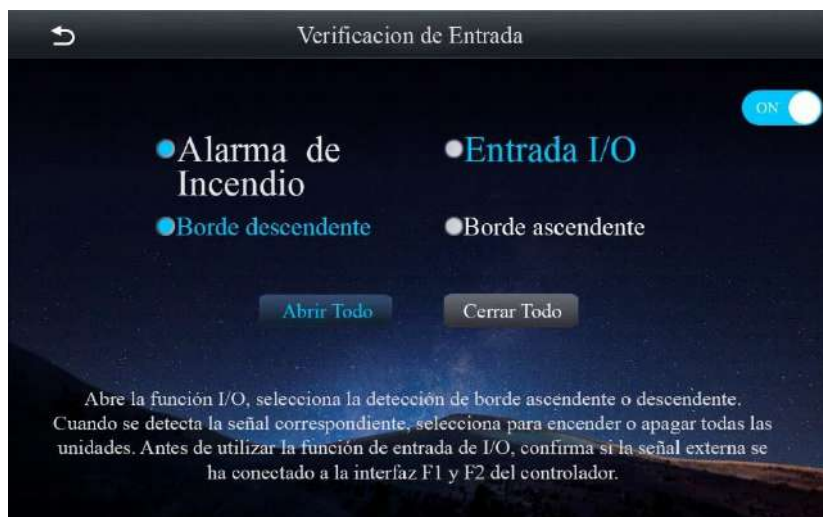 Verificacion de Entrada
ON
Alarma de
Incendio
Entrada I/O
Borde descendente
Borde ascendente
Abrir Todo
Cerrar Todo
Abre la función I/O, selecciona la detección de borde ascendente o descendente.
Cuando se detecta la señal correspondiente, selecciona para encender o apagar todas las
unidades. Antes de utilizar la función de entrada de I/O, confirma si la señal externa se
ha conectado a la interfaz F1 y F2 del controlador.